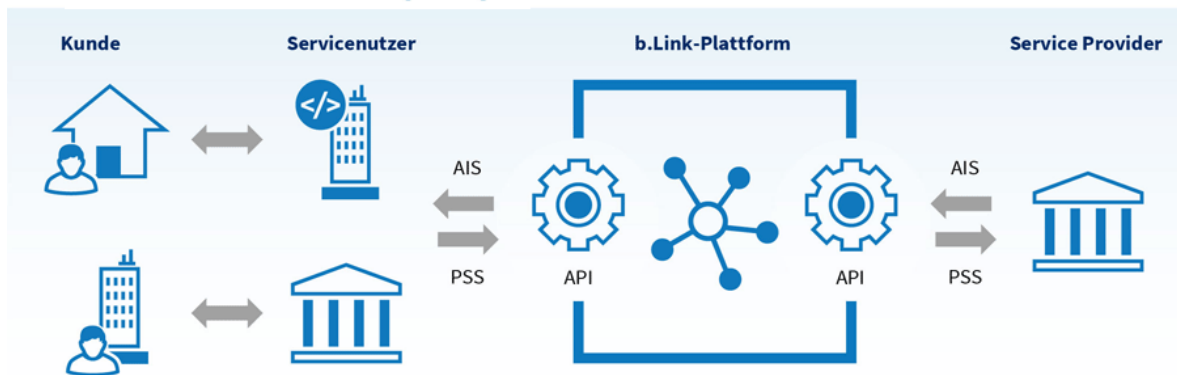 Kunde
Servicenutzer
b.Link-Plattform
Service Provider
</>
AIS
AIS
PSS
API
API
PSS